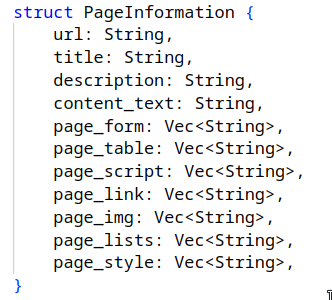 struct PageInformation {
    url: String,
    title: String,
    description: String,
    content_text: String,
    page_form: Vec<String>,
    page_table: Vec<String>,
    page_script: Vec<String>,
    page_link: Vec<String>,
    page_img: Vec<String>,
    page_lists: Vec<String>,
    page_style: Vec<String>,
}